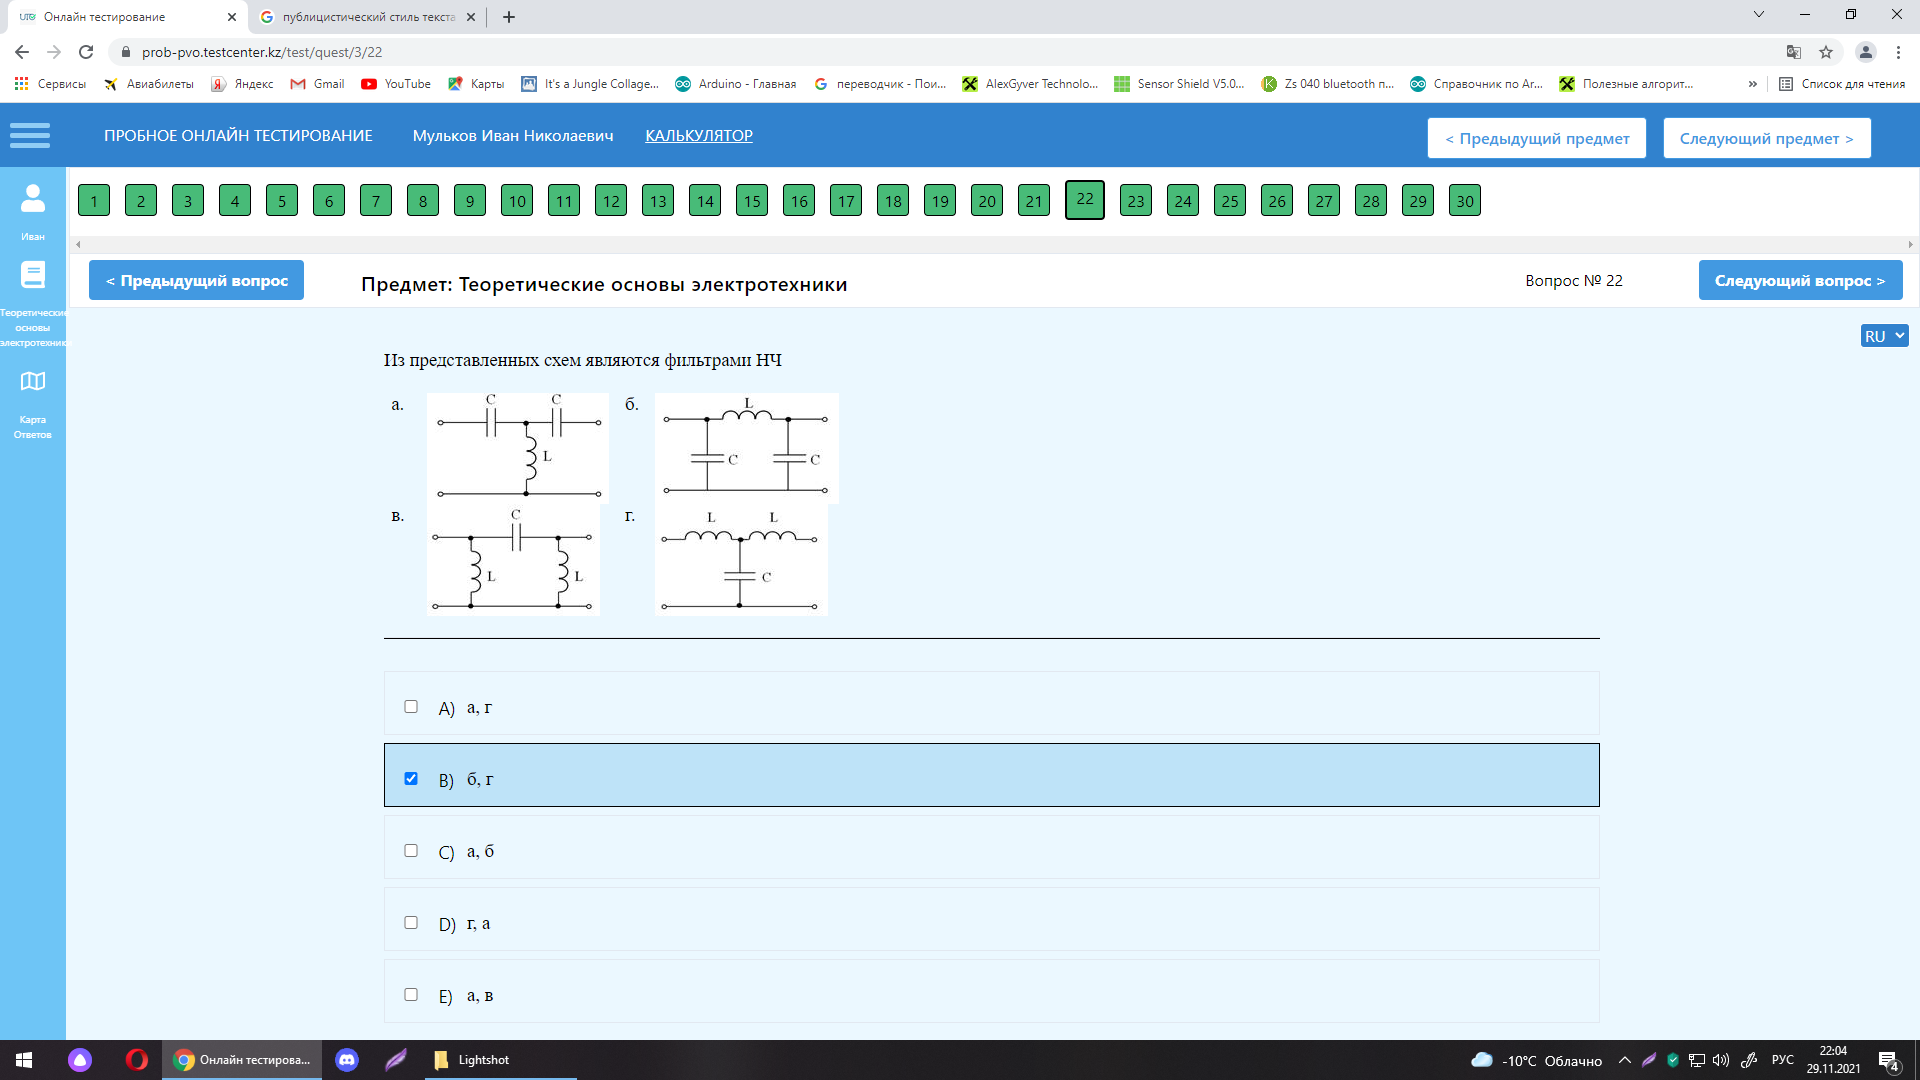 Онлайн тестирование
публицистический стиль текста
prob-pvo.testcenter.kz/test/quest/3/22
Сервисы Авиабилеты Яндекс Gmail YouTube Карты It's a Jungle Collage... Arduino - Главная переводчик - Пои... AlexGyver Technolo... Sensor Shield V5.0... Zs 040 bluetooth п... Справочник по Ar... Полезные алгорит... » Список для чтения
ПРОБНОЕ ОНЛАЙН ТЕСТИРОВАНИЕ Мульков Иван Николаевич КАЛЬКУЛЯТОР < Предыдущий предмет Следующий предмет >
1 2 3 4 5 6 7 8 9 10 11 12 13 14 15 16 17 18 19 20 21 22 23 24 25 26 27 28 29 30
Иван
< Предыдущий вопрос Предмет: Теоретические основы электротехники Вопрос № 22 Следующий вопрос >
Теоретические
основы
электротехник
RU
Карта
Ответов
Из представленных схем являются фильтрами НЧ
а. C C L б. L C C
в. C L L г. L L C
A) а, г
B) б, г
C) а, б
D) г, а
E) а, в
Онлайн тестирова... Lightshot -10°C Облачно РУС 22:04
29.11.2021 4